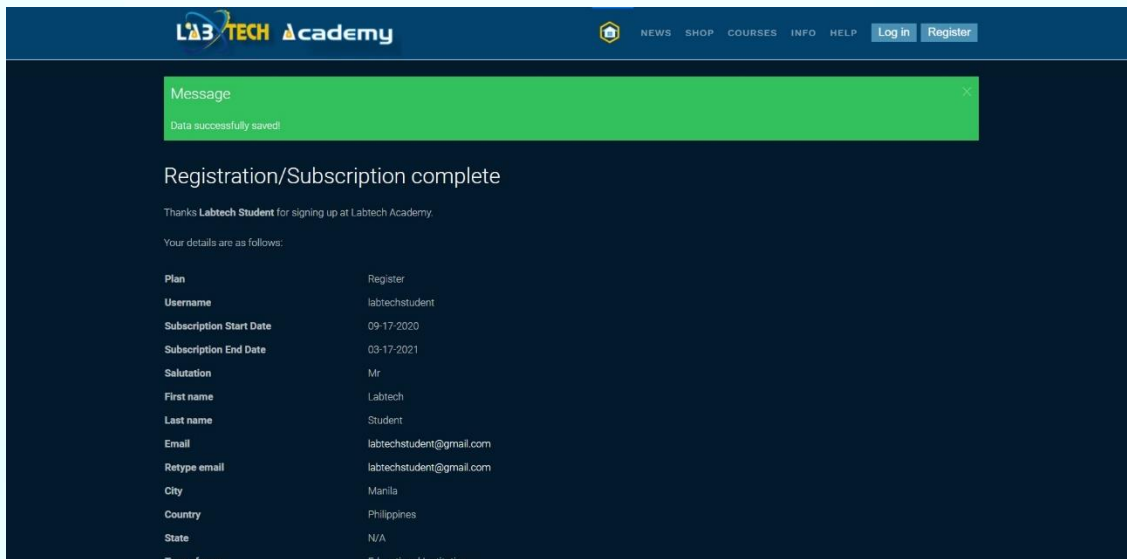 LAB TECH Academy
NEWS SHOP COURSES INFO HELP Log in Register
Message
Data successfully saved!
Registration/Subscription complete
Thanks Labtech Student for signing up at Labtech Academy.
Your details are as follows:
Plan Register
Username labtechstudent
Subscription Start Date 09-17-2020
Subscription End Date 03-17-2021
Salutation Mr
First name Labtech
Last name Student
Email labtechstudent@gmail.com
Retype email labtechstudent@gmail.com
City Manila
Country Philippines
State N/A